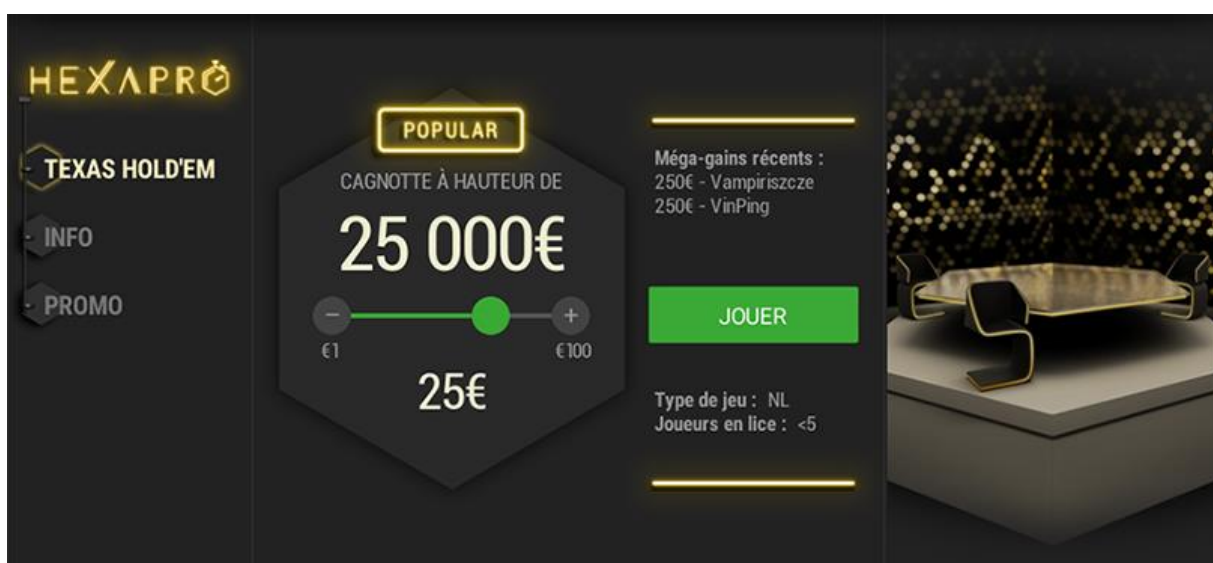 HEXAPRO
TEXAS HOLD'EM
INFO
PROMO
POPULAR
CAGNOTTE À HAUTEUR DE
25 000€
−
+
€1
€100
25€
Méga-gains récents :
250€ - Vampiriszcze
250€ - VinPing
JOUER
Type de jeu : NL
Joueurs en lice : <5